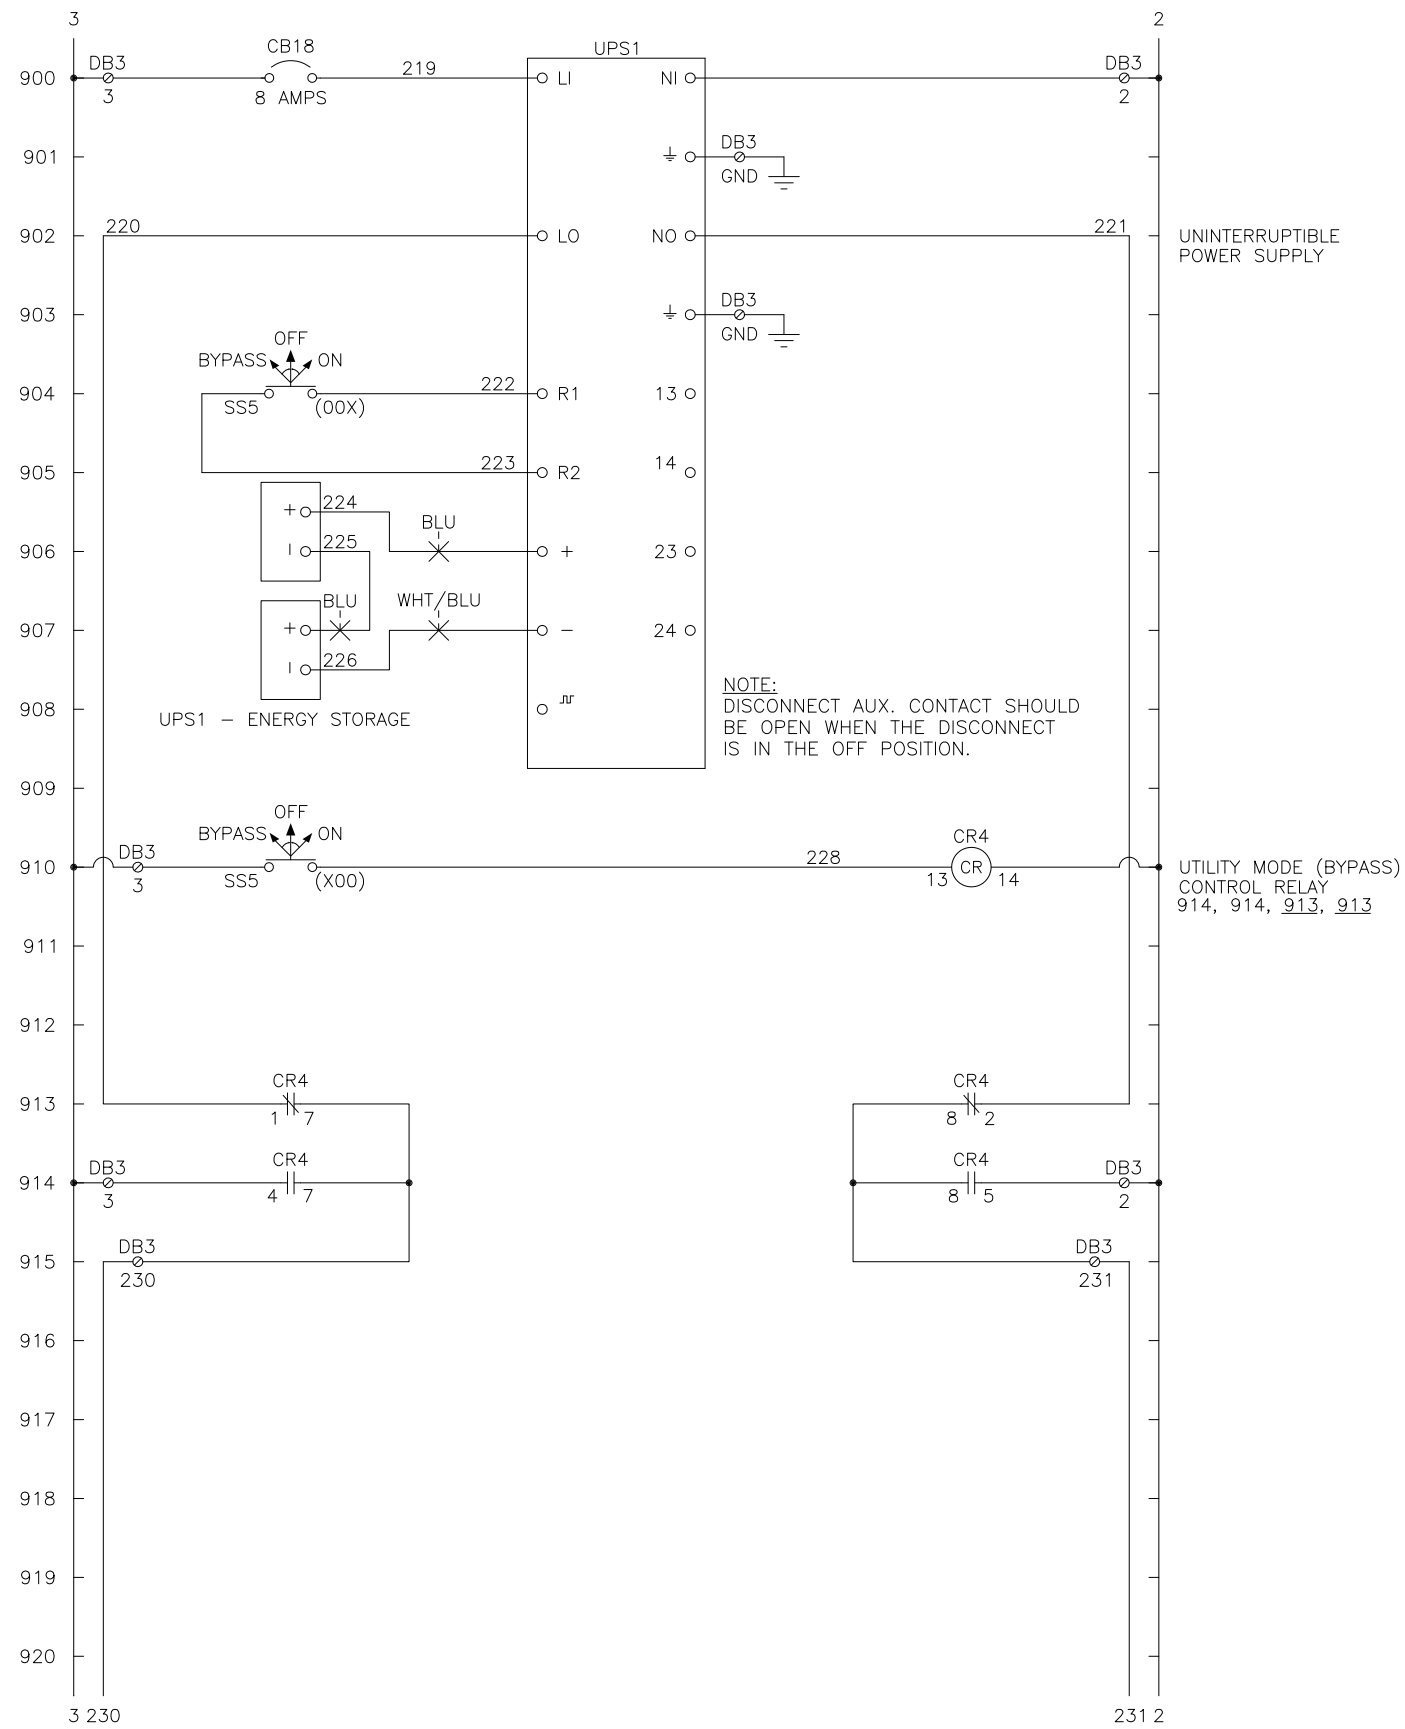 3
2
UPS1
DB3
CB18
219
DB3
900
LI
NI
3
8 AMPS
2
901
DB3
GND
220
221
902
LO
NO
UNINTERRUPTIBLE
POWER SUPPLY
903
DB3
GND
OFF
BYPASS
ON
222
904
R1
13
SS5
(00X)
223
905
R2
14
+
224
BLU
–
225
906
+
23
BLU
WHT/BLU
907
+
–
24
–
226
NOTE:
DISCONNECT AUX. CONTACT SHOULD
BE OPEN WHEN THE DISCONNECT
IS IN THE OFF POSITION.
908
UPS1 – ENERGY STORAGE
909
OFF
BYPASS
ON
CR4
DB3
228
910
CR
UTILITY MODE (BYPASS)
CONTROL RELAY
914, 914, 913, 913
3
SS5
(X00)
13
14
911
912
CR4
CR4
913
1
7
8
2
DB3
CR4
CR4
DB3
914
3
4
7
8
5
2
DB3
DB3
915
230
231
916
917
918
919
920
3 230
231 2